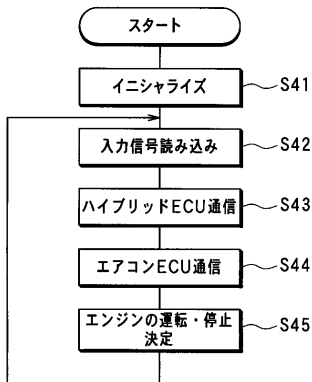 スタート
イニシャライズ
S41
入力信号読み込み
S42
ハイブリッドECU通信
S43
エアコンECU通信
S44
エンジンの運転・停止
決定
S45